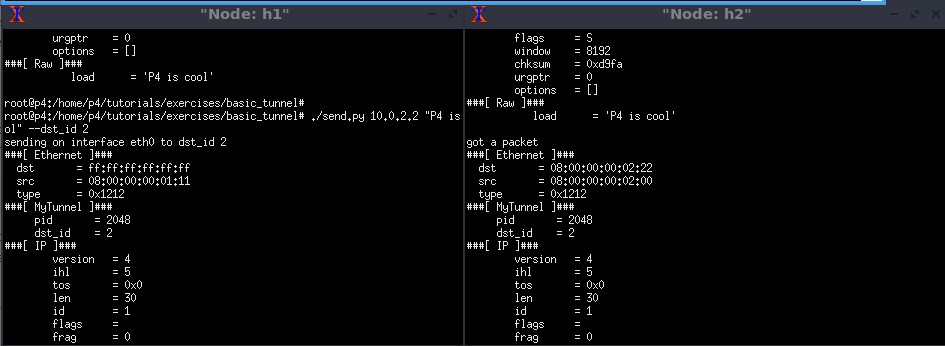 "Node: h1"
urgptr = 0
options = []
###[ Raw ]###
load = 'P4 is cool'
root@p4:/home/p4/tutorials/exercises/basic_tunnel#
root@p4:/home/p4/tutorials/exercises/basic_tunnel# ./send.py 10.0.2.2 "P4 is
ol" --dst_id 2
sending on interface eth0 to dst_id 2
###[ Ethernet ]###
dst = ff:ff:ff:ff:ff:ff
src = 08:00:00:00:01:11
type = 0x1212
###[ MyTunnel ]###
pid = 2048
dst_id = 2
###[ IP ]###
version = 4
ihl = 5
tos = 0x0
len = 30
id = 1
flags =
frag = 0
"Node: h2"
flags = S
window = 8192
chksum = 0xd9fa
urgptr = 0
options = []
###[ Raw ]###
load = 'P4 is cool'
got a packet
###[ Ethernet ]###
dst = 08:00:00:00:02:22
src = 08:00:00:00:02:00
type = 0x1212
###[ MyTunnel ]###
pid = 2048
dst_id = 2
###[ IP ]###
version = 4
ihl = 5
tos = 0x0
len = 30
id = 1
flags =
frag = 0